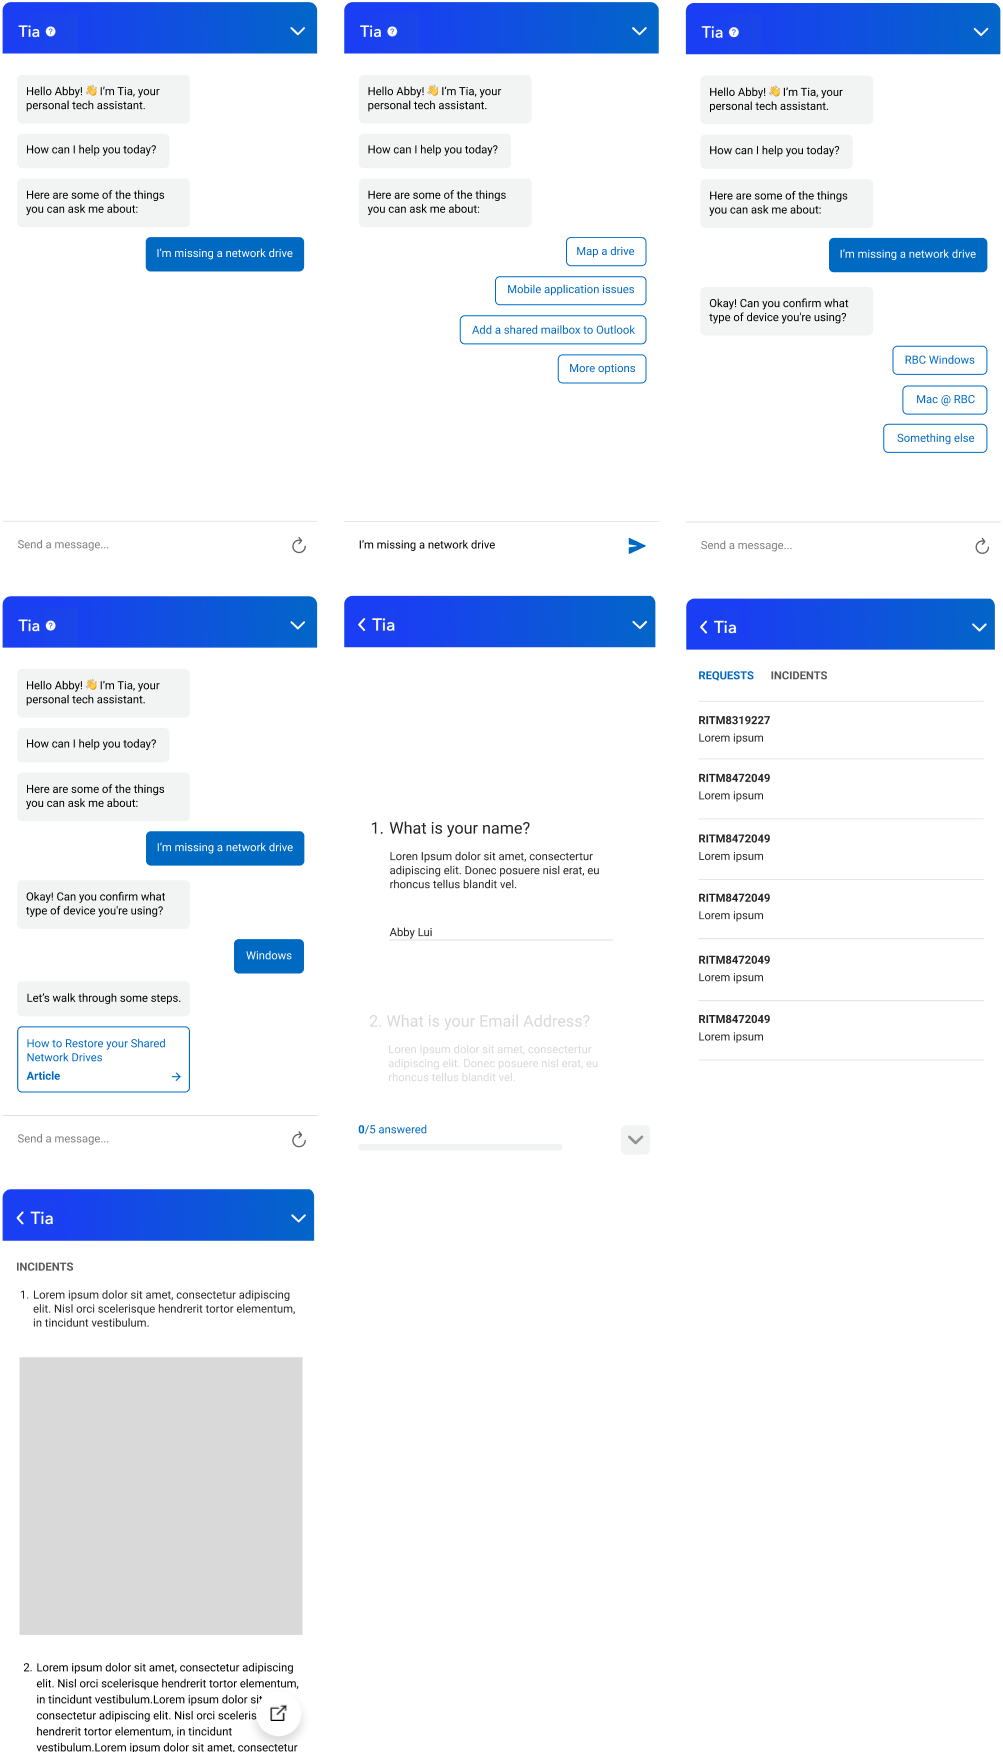 Tia
Hello Abby! 👋 I'm Tia, your
personal tech assistant.
How can I help you today?
Here are some of the things
you can ask me about:
I'm missing a network drive
Send a message...
Tia
Hello Abby! 👋 I'm Tia, your
personal tech assistant.
How can I help you today?
Here are some of the things
you can ask me about:
Map a drive
Mobile application issues
Add a shared mailbox to Outlook
More options
I'm missing a network drive
Tia
Hello Abby! 👋 I'm Tia, your
personal tech assistant.
How can I help you today?
Here are some of the things
you can ask me about:
I'm missing a network drive
Okay! Can you confirm what
type of device you're using?
RBC Windows
Mac @ RBC
Something else
Send a message...
Tia
Hello Abby! 👋 I'm Tia, your
personal tech assistant.
How can I help you today?
Here are some of the things
you can ask me about:
I'm missing a network drive
Okay! Can you confirm what
type of device you're using?
Windows
Let's walk through some steps.
How to Restore your Shared
Network Drives
Article
Send a message...
Tia
1. What is your name?
Loren Ipsum dolor sit amet, consectertur
adipiscing elit. Donec posuere nisl erat, eu
rhoncus tellus blandit vel.
Abby Lui
2. What is your Email Address?
Loren Ipsum dolor sit amet, consectertur
adipiscing elit. Donec posuere nisl erat, eu
rhoncus tellus blandit vel.
0/5 answered
Tia
REQUESTS INCIDENTS
RITM8319227
Lorem ipsum
RITM8472049
Lorem ipsum
RITM8472049
Lorem ipsum
RITM8472049
Lorem ipsum
RITM8472049
Lorem ipsum
RITM8472049
Lorem ipsum
Tia
INCIDENTS
1. Lorem ipsum dolor sit amet, consectetur adipiscing
elit. Nisl orci scelerisque hendrerit tortor elementum,
in tincidunt vestibulum.
2. Lorem ipsum dolor sit amet, consectetur adipiscing
elit. Nisl orci scelerisque hendrerit tortor elementum,
in tincidunt vestibulum.Lorem ipsum dolor sit
consectetur adipiscing elit. Nisl orci sceleris
hendrerit tortor elementum, in tincidunt
vestibulum.Lorem ipsum dolor sit amet, consectetur